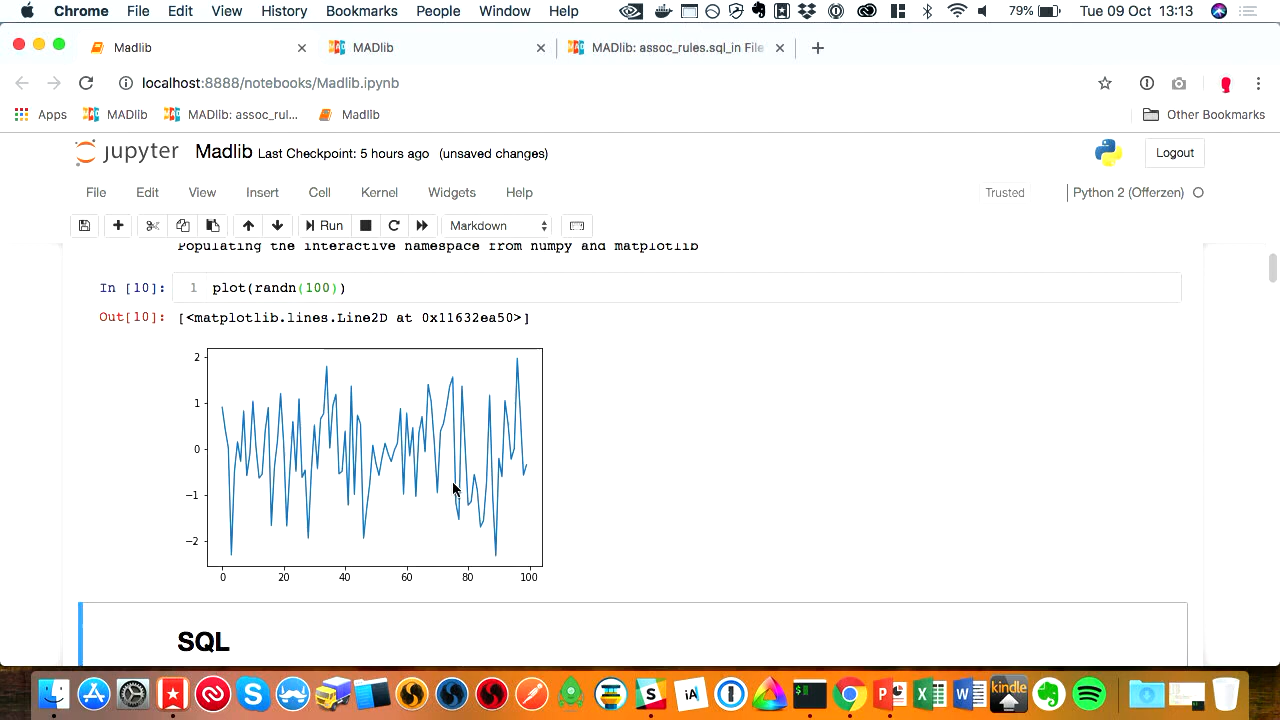 Chrome File Edit View History Bookmarks People Window Help 79% Tue 09 Oct 13:13
Madlib MADlib MADlib: assoc_rules.sql_in File
localhost:8888/notebooks/Madlib.ipynb
Apps MADlib MADlib: assoc_rul... Madlib Other Bookmarks
jupyter Madlib Last Checkpoint: 5 hours ago (unsaved changes) Logout
File Edit View Insert Cell Kernel Widgets Help Trusted Python 2 (Offerzen)
Run Markdown
Populating the interactive namespace from numpy and matplotlib
In [10]: 1 plot(randn(100))
Out[10]: [<matplotlib.lines.Line2D at 0x11632ea50>]
2
1
0
−1
−2
0 20 40 60 80 100
SQL
kindle